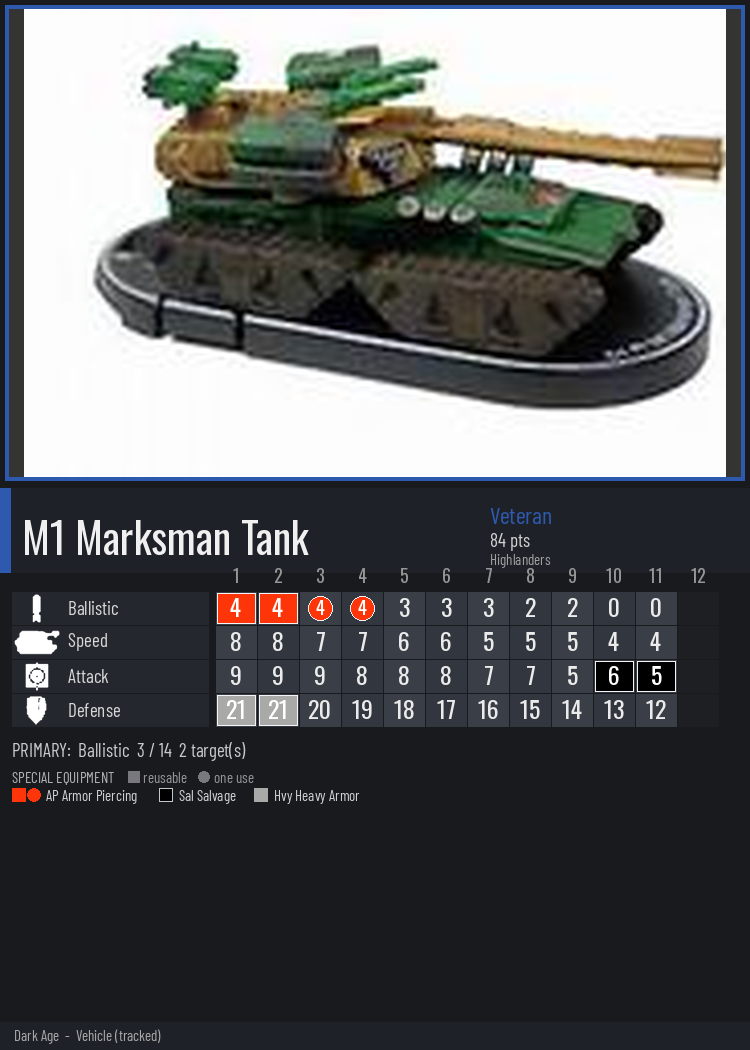 M1 Marksman Tank
Veteran
84 pts
Highlanders
1 2 3 4 5 6 7 8 9 10 11 12
Ballistic 4 4 4 4 3 3 3 2 2 0 0
Speed 8 8 7 7 6 6 5 5 5 4 4
Attack 9 9 9 8 8 8 7 7 5 6 5
Defense 21 21 20 19 18 17 16 15 14 13 12
PRIMARY: Ballistic 3 / 14 2 target(s)
SPECIAL EQUIPMENT reusable one use
AP Armor Piercing Sal Salvage Hvy Heavy Armor
Dark Age - Vehicle (tracked)